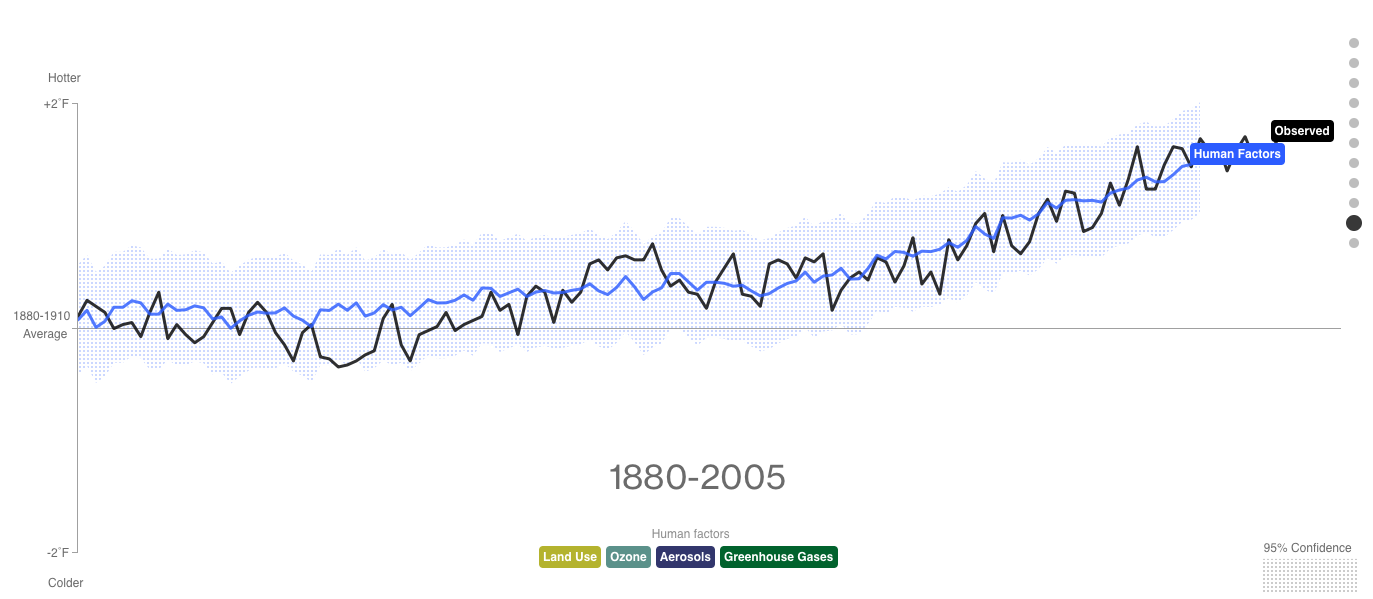 Hotter
+2°F
Observed
Human Factors
1880-1910
Average
1880-2005
Human factors
Land Use Ozone Aerosols Greenhouse Gases
95% Confidence
-2°F
Colder